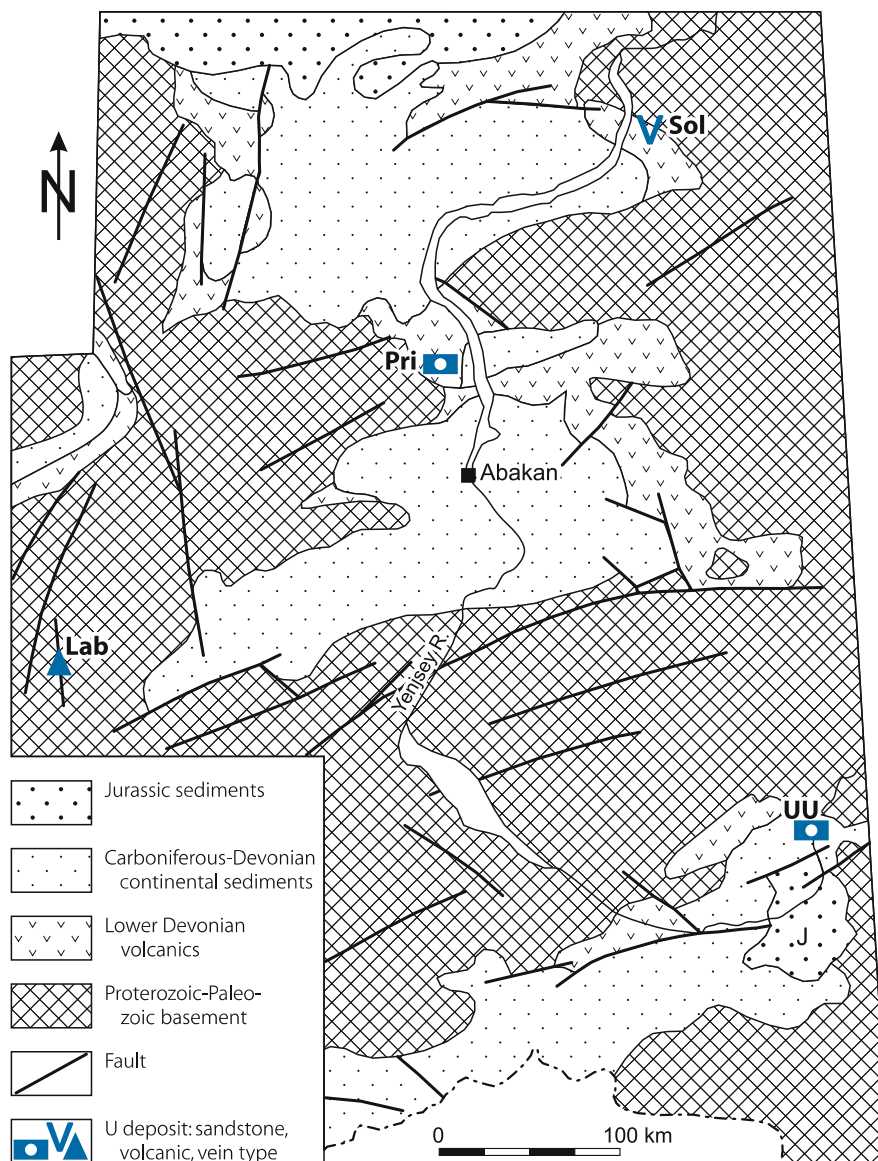 Sol
N
Pri
Abakan
Lab
Yenjsey R.
UU
J
Jurassic sediments
Carboniferous-Devonian
continental sediments
Lower Devonian
volcanics
Proterozoic-Paleo-
zoic basement
Fault
U deposit: sandstone,
volcanic, vein type
0 100 km